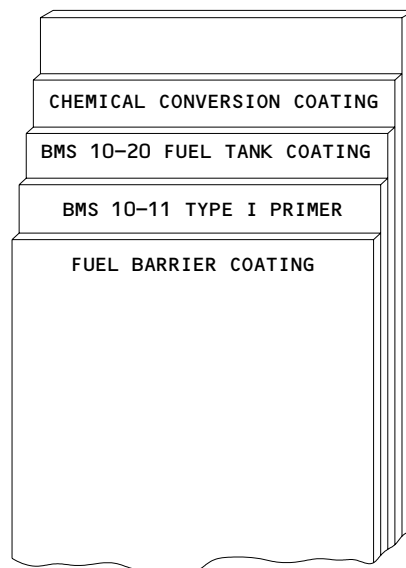 CHEMICAL CONVERSION COATING
BMS 10–20 FUEL TANK COATING
BMS 10–11 TYPE I PRIMER
FUEL BARRIER COATING